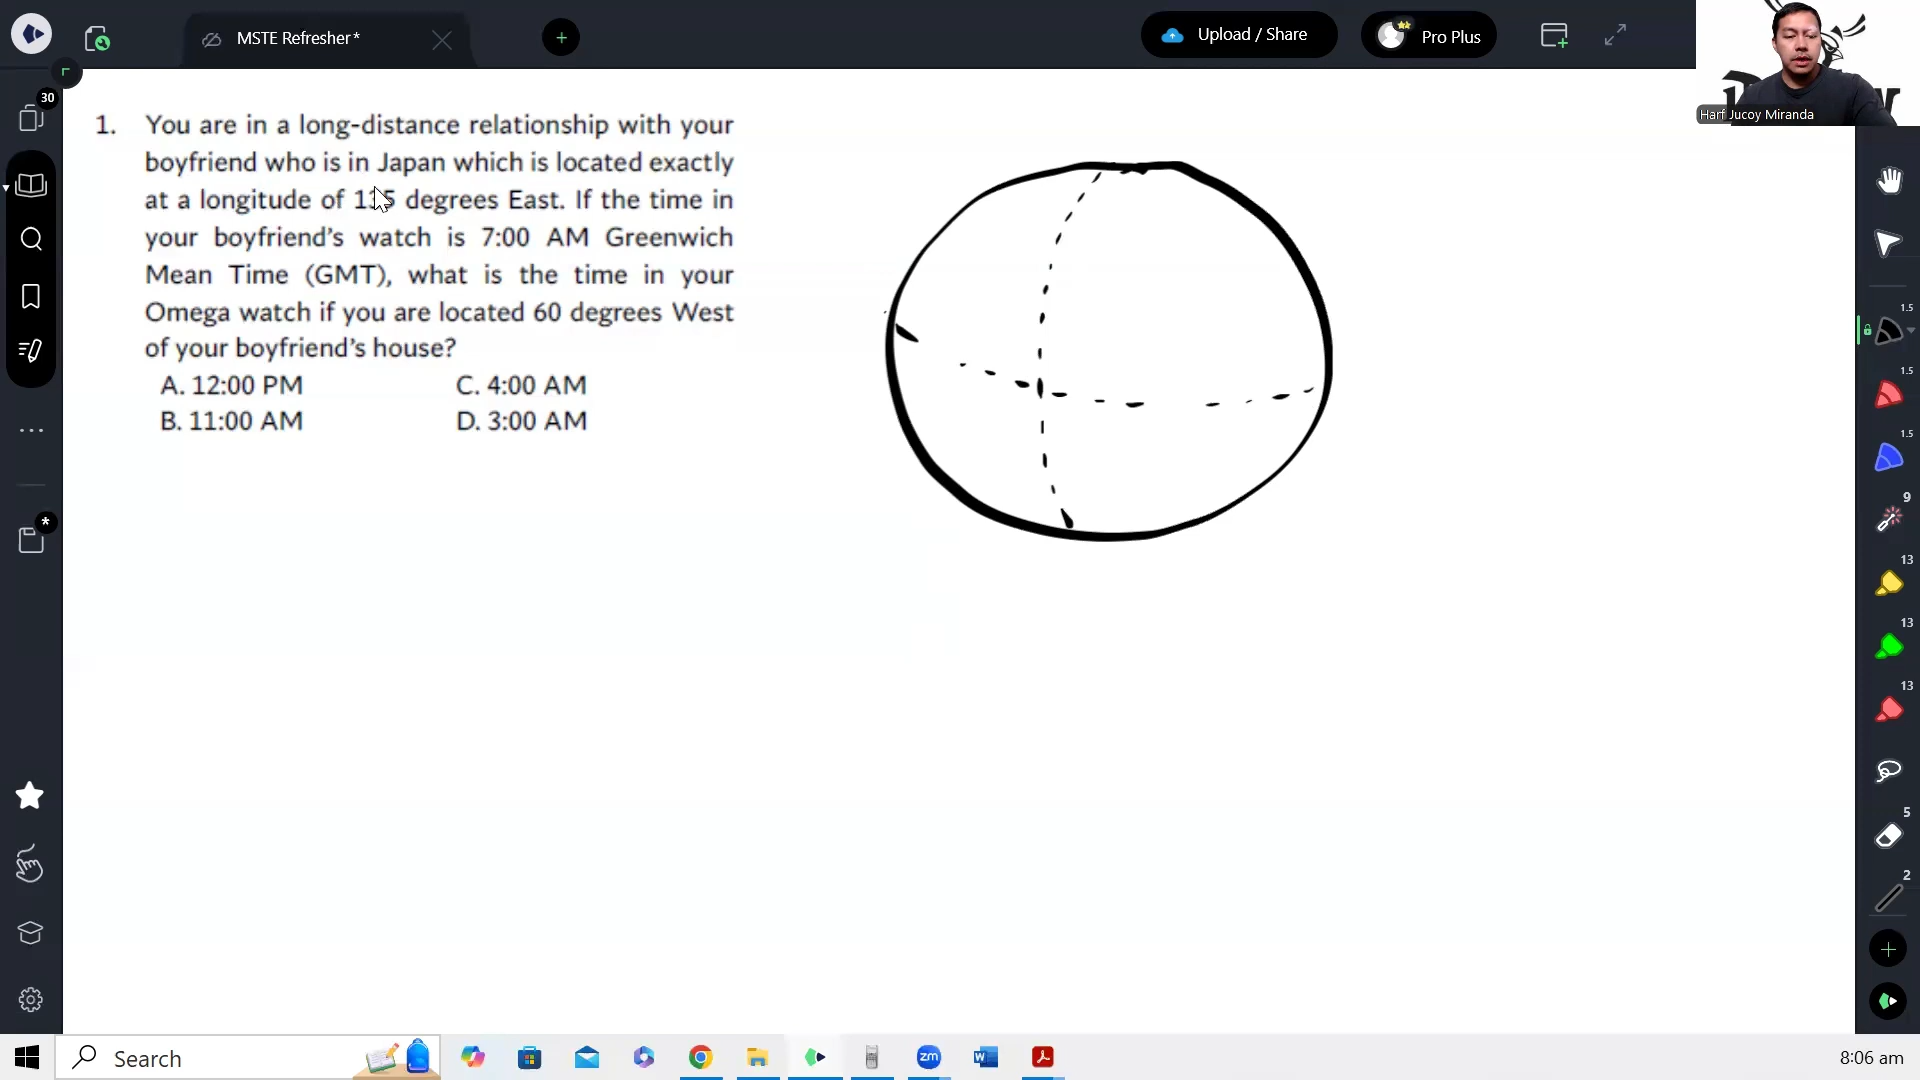 MSTE Refresher*
Upload / Share
Pro Plus
Harf Jucoy Miranda
30
1. You are in a long-distance relationship with your
boyfriend who is in Japan which is located exactly
at a longitude of 135 degrees East. If the time in
your boyfriend's watch is 7:00 AM Greenwich
Mean Time (GMT), what is the time in your
Omega watch if you are located 60 degrees West
of your boyfriend's house?
A. 12:00 PM C. 4:00 AM
B. 11:00 AM D. 3:00 AM
1.5
1.5
1.5
9
13
13
13
5
2
Search
zm
W
8:06 am